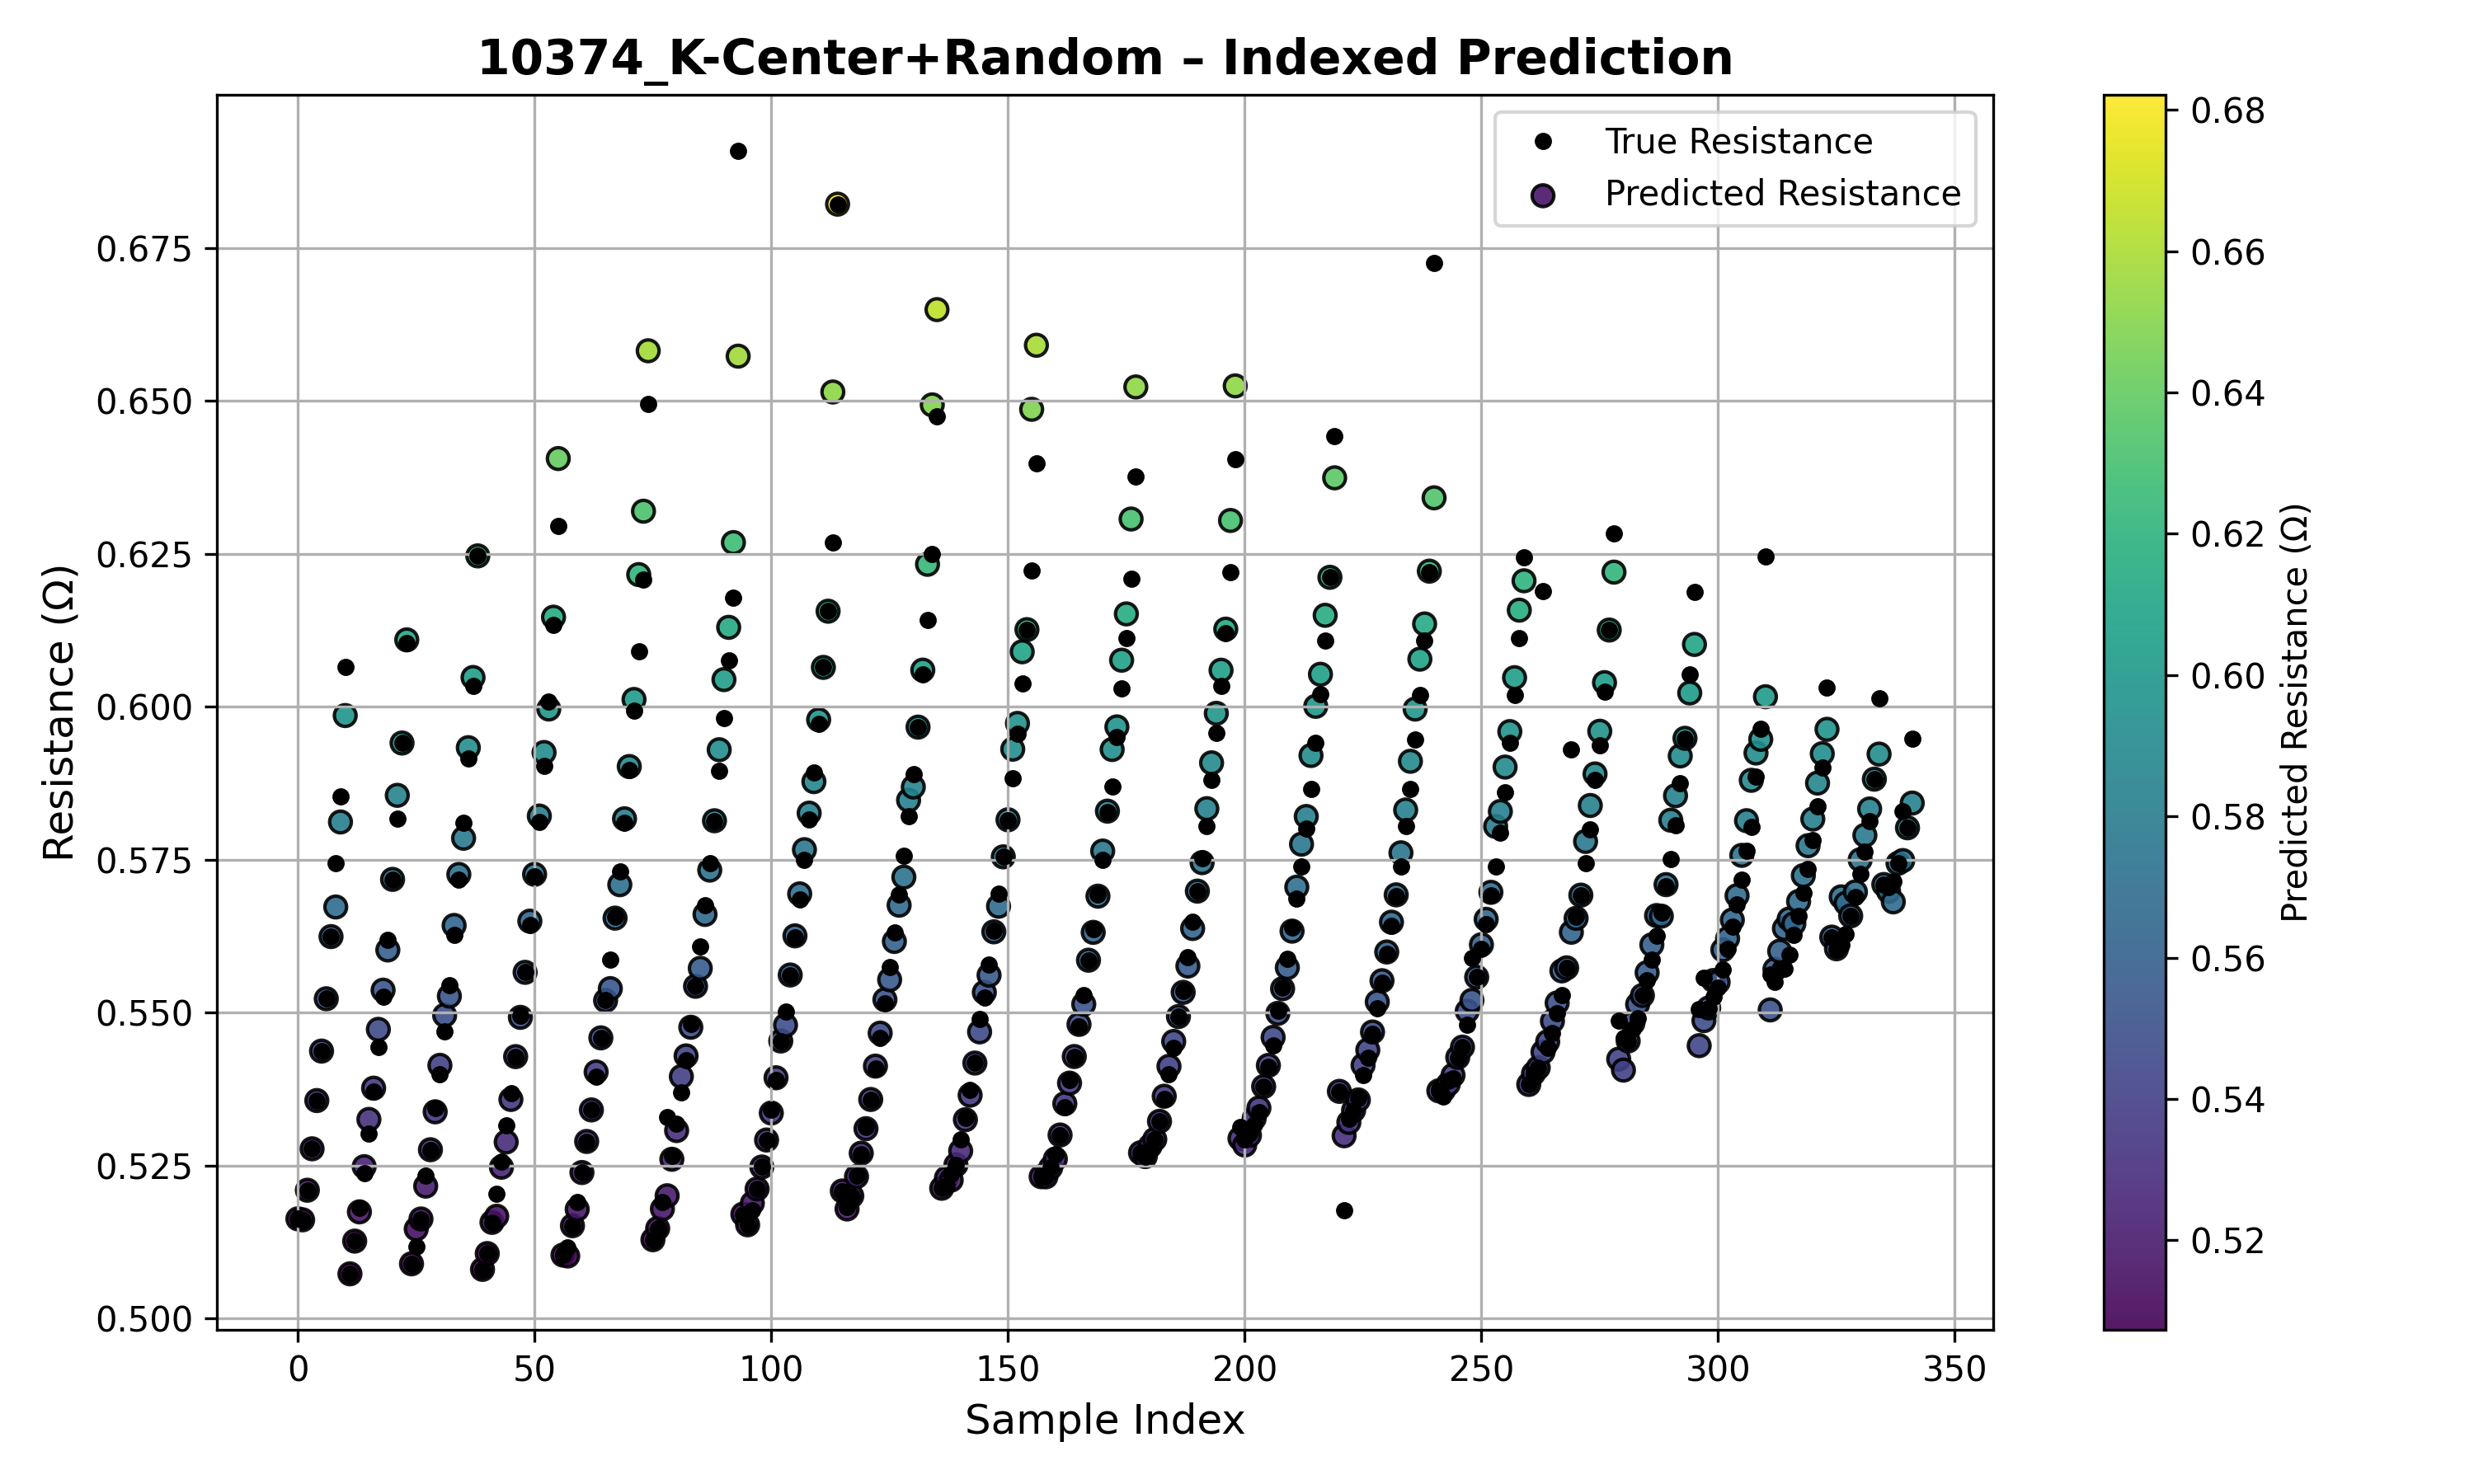 10374_K-Center+Random – Indexed Prediction
True Resistance
Predicted Resistance
Resistance (Ω)
0.675
0.650
0.625
0.600
0.575
0.550
0.525
0.500
0 50 100 150 200 250 300 350
Sample Index
0.68
0.66
0.64
0.62
0.60
0.58
0.56
0.54
0.52
Predicted Resistance (Ω)